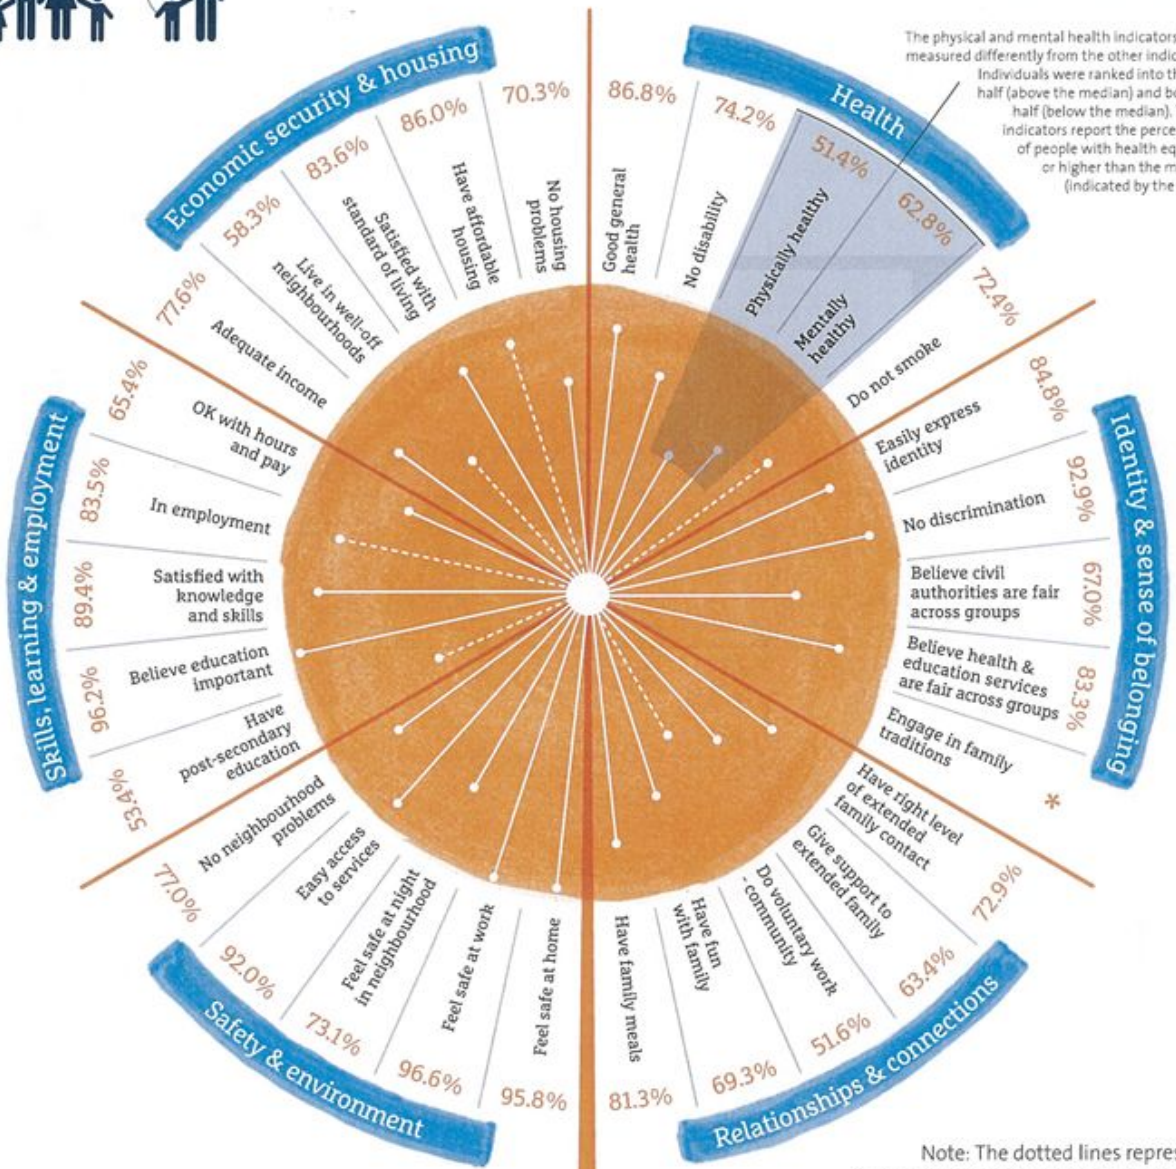 The physical and mental health indicators
measured differently from the other indic
Individuals were ranked into th
half (above the median) and bo
half (below the median).
indicators report the perce
of people with health eq
or higher than the m
(indicated by the
Economic security & housing
77.6%
Adequate income
58.3%
Live in well-off
neighbourhoods
83.6%
Satisfied with
standard of living
86.0%
Have affordable
housing
70.3%
No housing
problems
Health
86.8%
Good general
health
74.2%
No disability
51.4%
Physically healthy
62.8%
Mentally
healthy
72.4%
Do not smoke
Identity & sense of belonging
84.8%
Easily express
identity
92.9%
No discrimination
67.0%
Believe civil
authorities are fair
across groups
83.3%
Believe health &
education services
are fair across groups
*
Engage in family
traditions
Relationships & connections
72.9%
Have right level
of extended
family contact
63.4%
Give support to
extended family
51.6%
Do voluntary work
- community
69.3%
Have fun
with family
81.3%
Have family meals
Safety & environment
95.8%
Feel safe at home
96.6%
Feel safe at work
73.1%
Feel safe at night
in neighbourhood
92.0%
Easy access
to services
77.0%
No neighbourhood
problems
Skills, learning & employment
53.4%
Have
post-secondary
education
96.2%
Believe education
important
89.4%
Satisfied with
knowledge
and skills
83.5%
In employment
65.4%
OK with hours
and pay
Note: The dotted lines repre